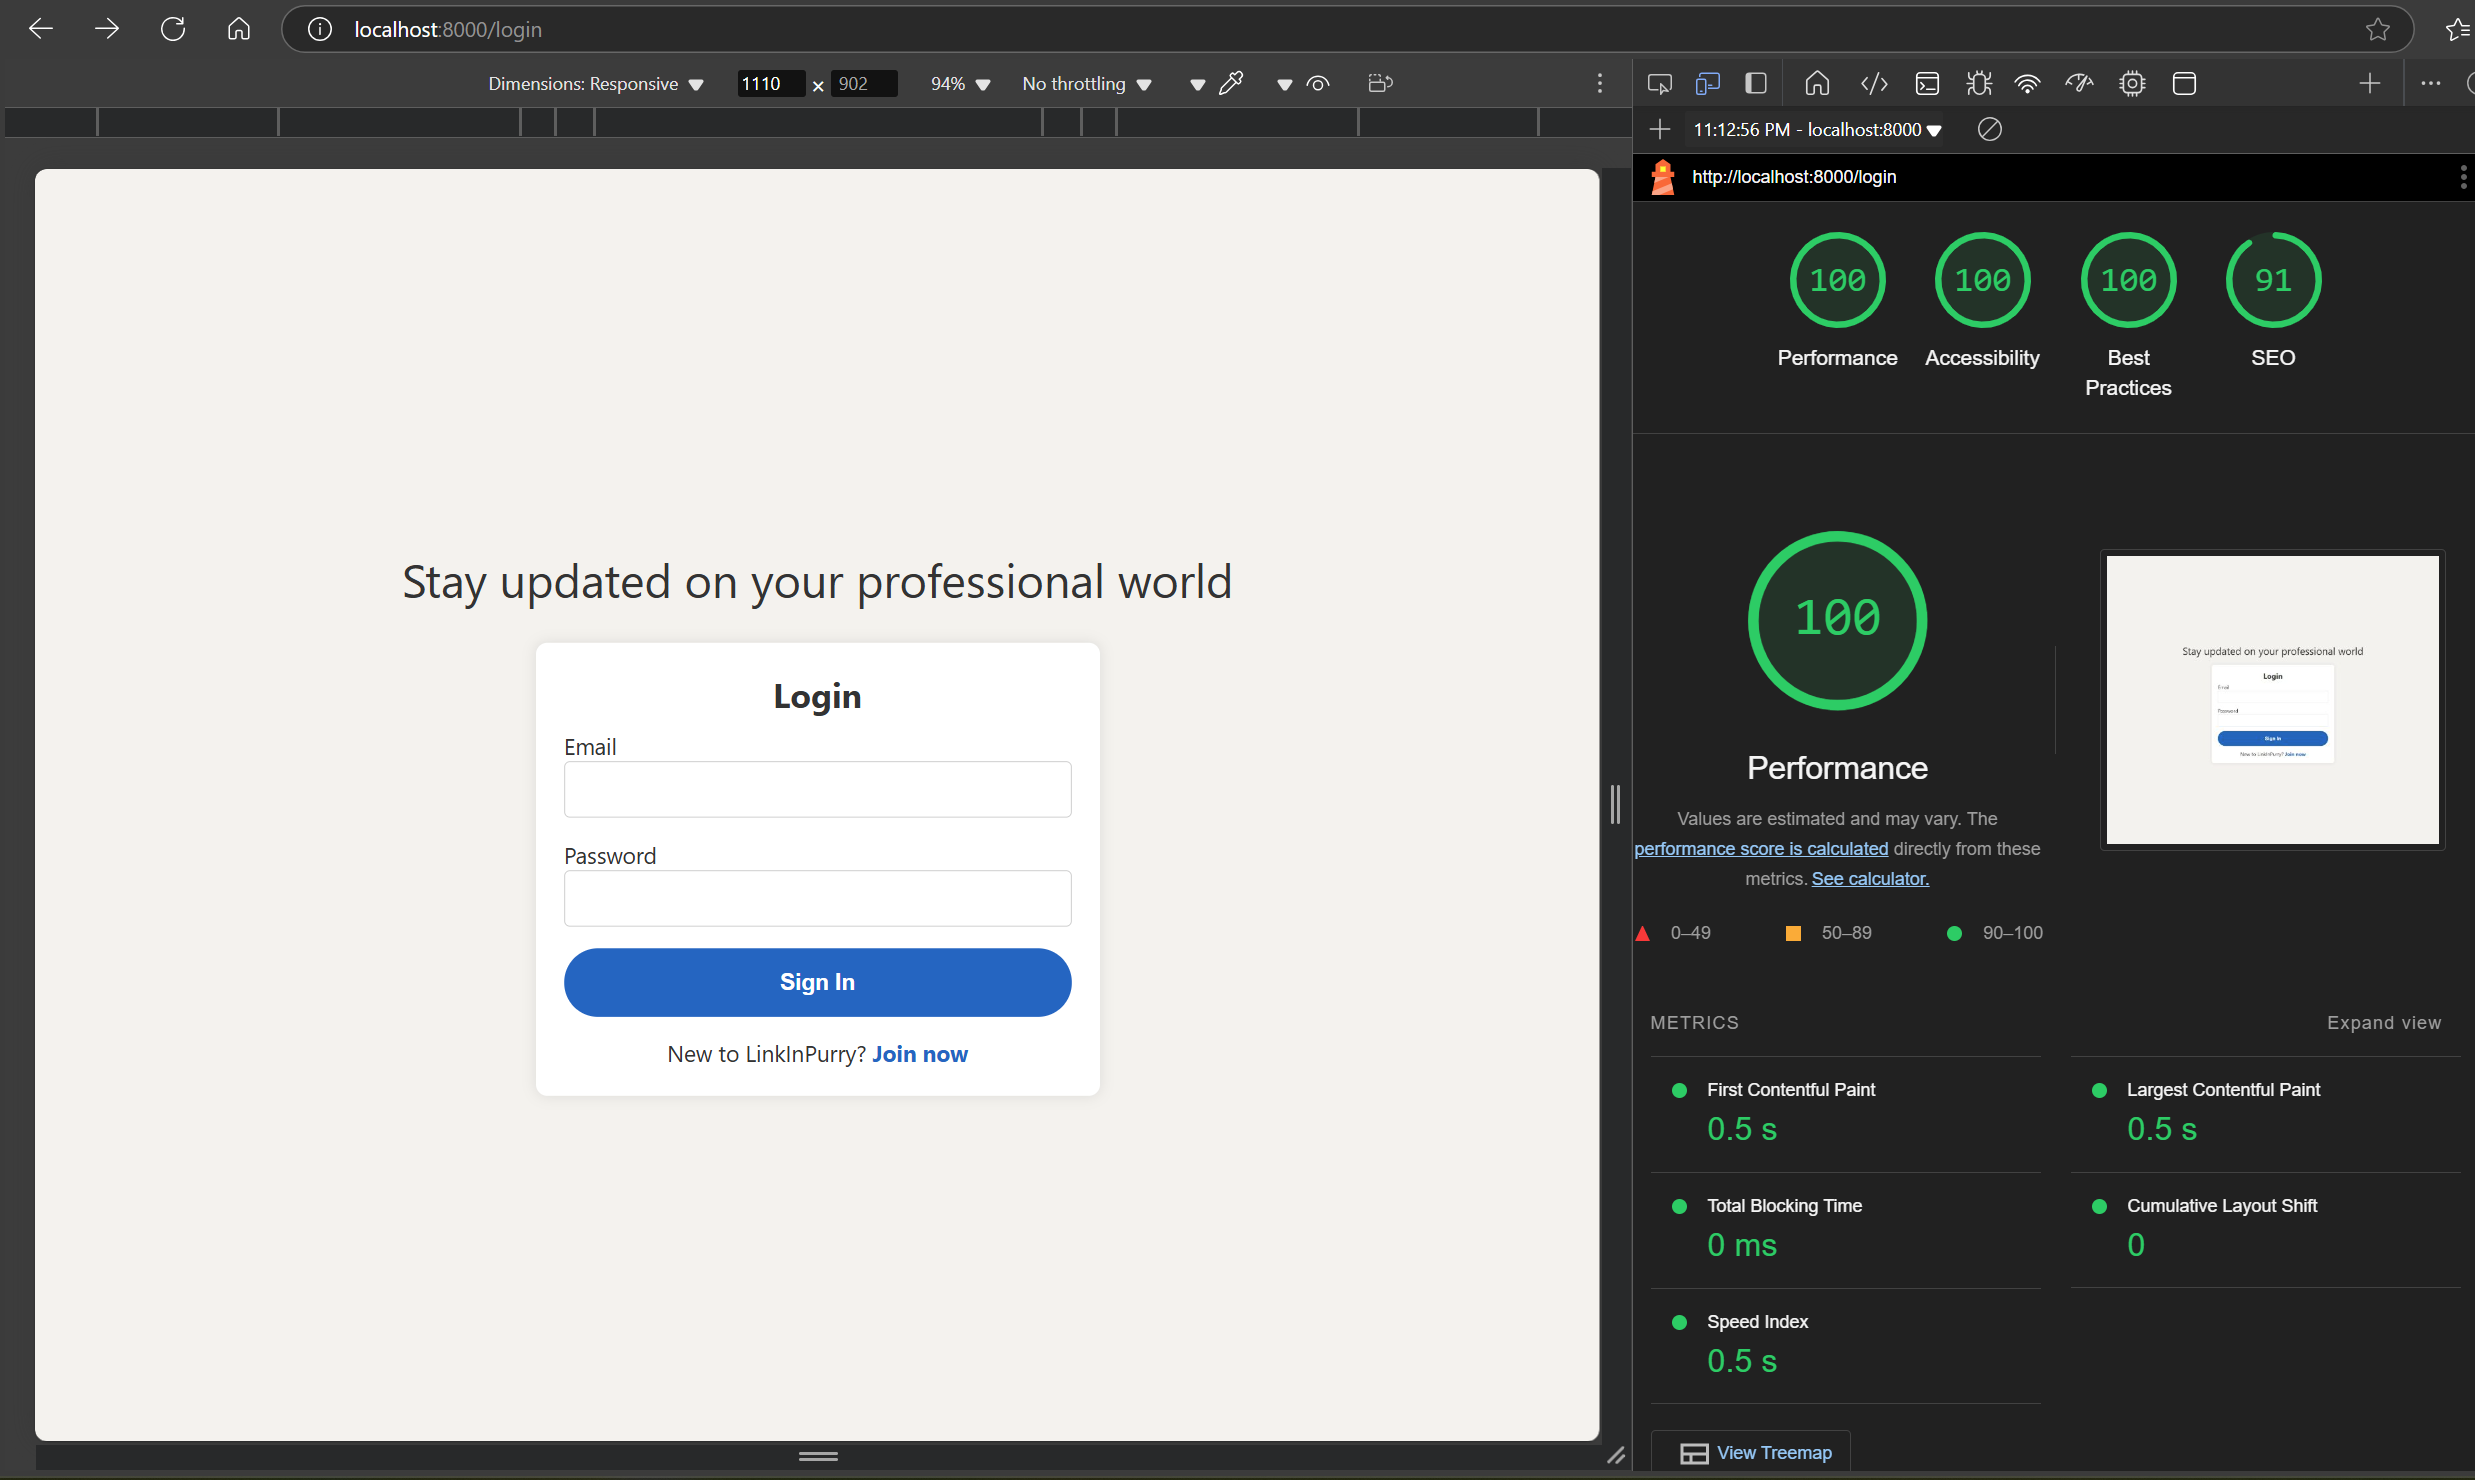 localhost:8000/login
Dimensions: Responsive
1110 × 902
94%
No throttling
11:12:56 PM - localhost:8000
http://localhost:8000/login
100
100
100
91
Performance
Accessibility
Best
Practices
SEO
Stay updated on your professional world
Login
Email
Password
Sign In
New to LinkInPurry? Join now
100
Performance
Values are estimated and may vary. The
performance score is calculated directly from these
metrics. See calculator.
0–49
50–89
90–100
Stay updated on your professional world
Login
Email
Password
Sign In
New to LinkInPurry? Join now
METRICS
Expand view
First Contentful Paint
0.5 s
Largest Contentful Paint
0.5 s
Total Blocking Time
0 ms
Cumulative Layout Shift
0
Speed Index
0.5 s
View Treemap